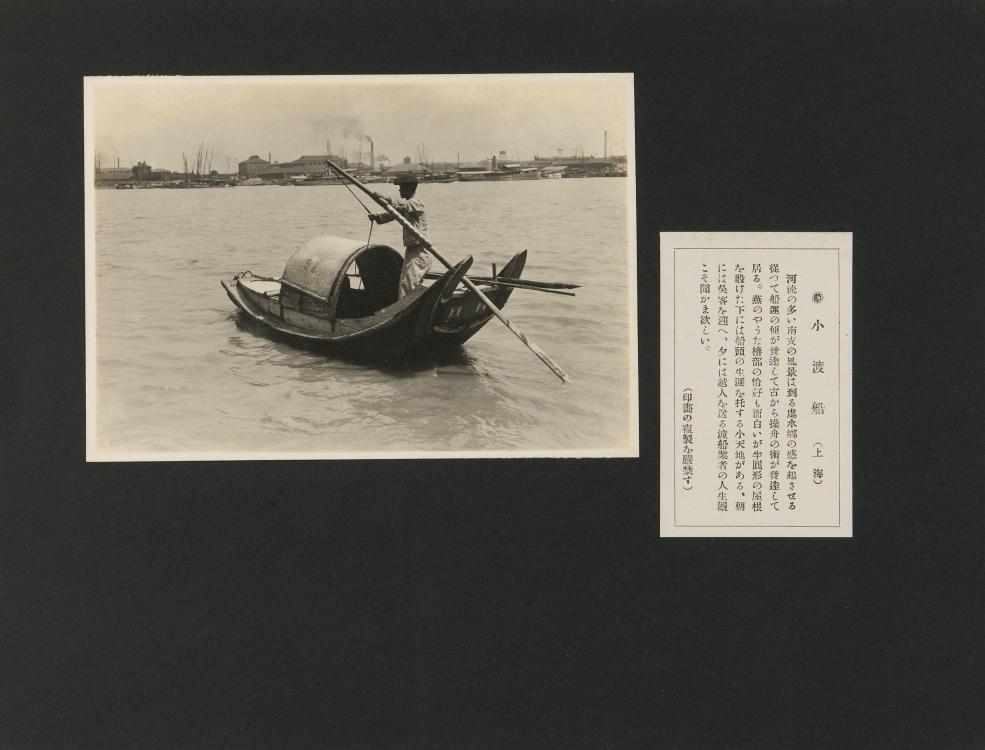 ◉小渡船（上海）
河流の多い南支の風景は到る處水鄕の感を起させる
從つて船運の便が發達して古から操舟の術が發達して
居る。燕のやうな艪部の恰好も面白いが半圓形の屋根
を設けた下には船頭の生涯を托する小天地がある、朝
には吳客を迎へ、夕には越人を送る渡船業者の人生觀
こそ聞かま欲しい。
（印畫の複製を嚴禁す）